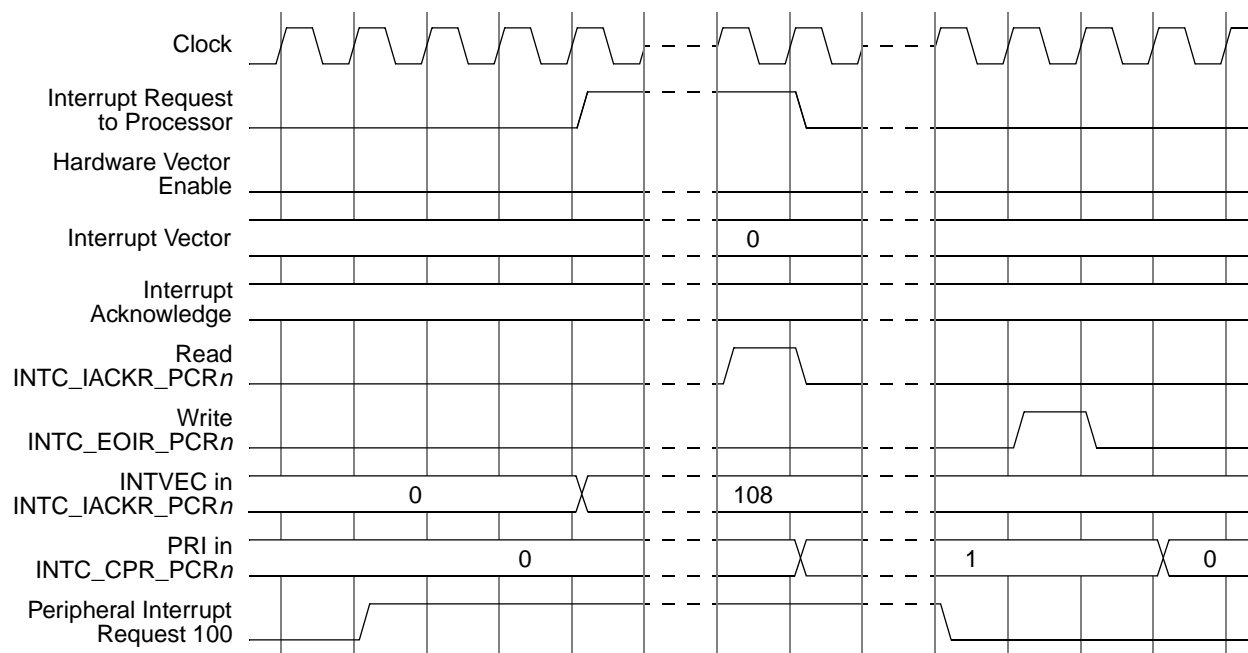 Clock
Interrupt Request
to Processor
Hardware Vector
Enable
Interrupt Vector
0
Interrupt
Acknowledge
Read
INTC_IACKR_PCRn
Write
INTC_EOIR_PCRn
INTVEC in
INTC_IACKR_PCRn
0
108
PRI in
INTC_CPR_PCRn
0
1
0
Peripheral Interrupt
Request 100